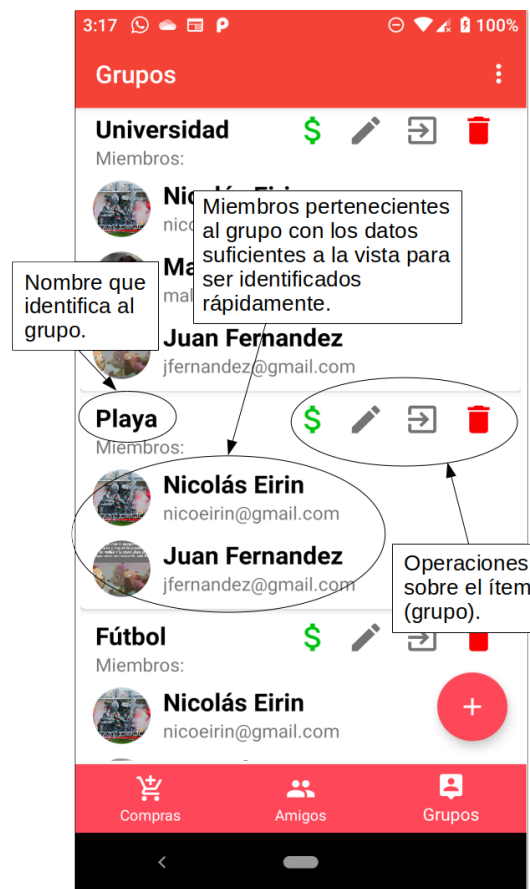 3:17
100%
Grupos
Universidad
Miembros:
Miembros pertenecientes
al grupo con los datos
suficientes a la vista para
ser identificados
rápidamente.
Nombre que
identifica al
grupo.
Juan Fernandez
jfernandez@gmail.com
Playa
Miembros:
Nicolás Eirin
nicoeirin@gmail.com
Juan Fernandez
jfernandez@gmail.com
Operaciones
sobre el ítem
(grupo).
Fútbol
Miembros:
Nicolás Eirin
nicoeirin@gmail.com
Compras
Amigos
Grupos